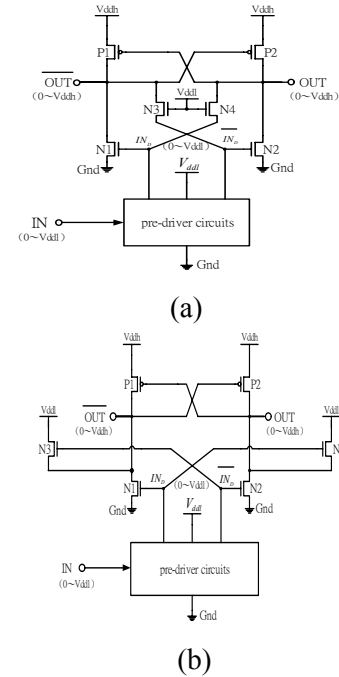 Vddh
Vddh
P1
P2
OUT
(0～Vddh)
OUT
(0～Vddh)
Vddl
N3
N4
N1
IN_D
(0～Vddl)
IN_D
N2
Gnd
V_ddl
Gnd
IN
(0～Vddl)
pre-driver circuits
Gnd
(a)
Vddh
Vddh
P1
P2
Vddl
OUT
(0～Vddh)
OUT
(0～Vddh)
Vddl
N3
N
N1
IN_D
(0～Vddl)
IN_D
N2
Gnd
V_ddl
Gnd
IN
(0～Vddl)
pre-driver circuits
Gnd
(b)